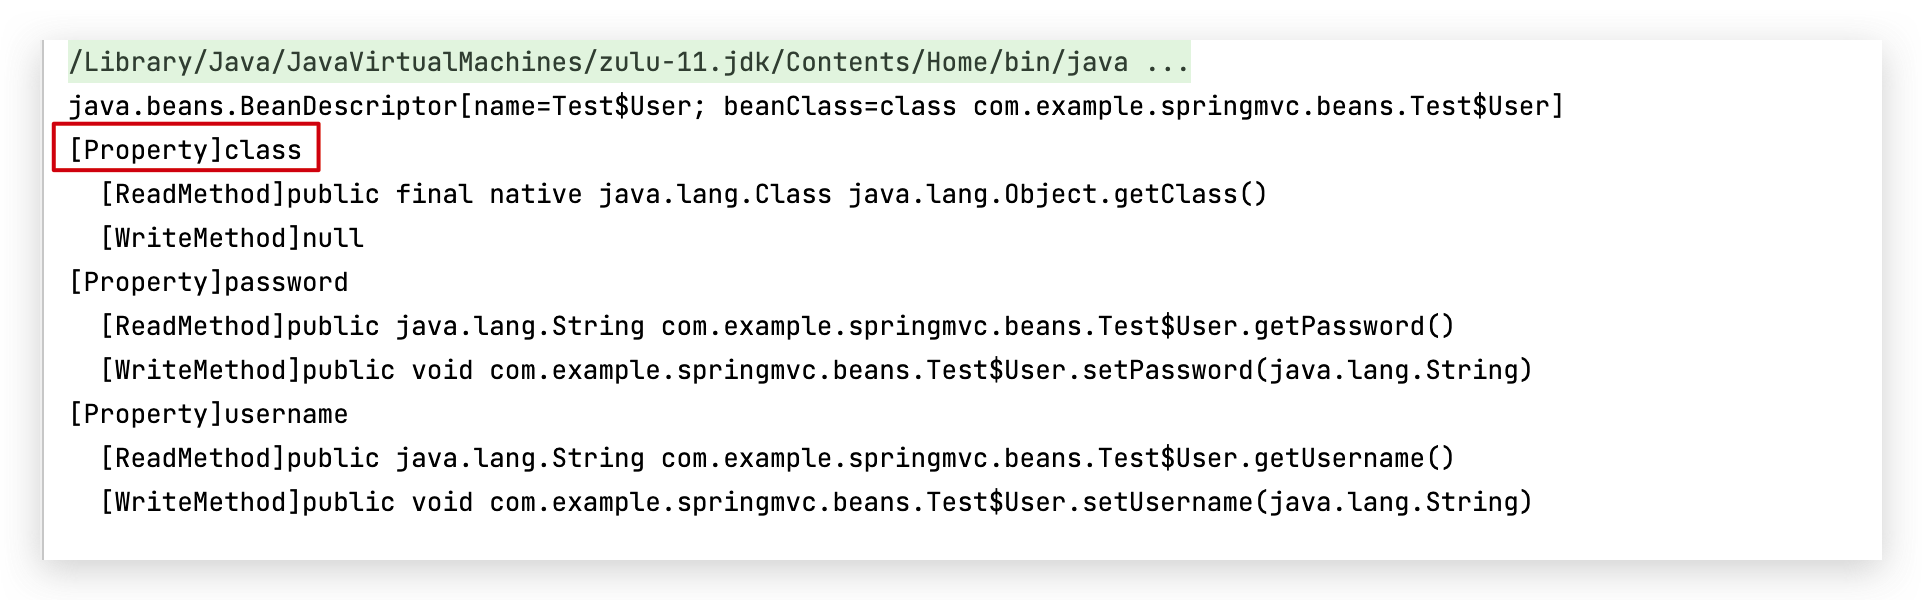 /Library/Java/JavaVirtualMachines/zulu-11.jdk/Contents/Home/bin/java ...
java.beans.BeanDescriptor[name=Test$User; beanClass=class com.example.springmvc.beans.Test$User]
[Property]class
  [ReadMethod]public final native java.lang.Class java.lang.Object.getClass()
  [WriteMethod]null
[Property]password
  [ReadMethod]public java.lang.String com.example.springmvc.beans.Test$User.getPassword()
  [WriteMethod]public void com.example.springmvc.beans.Test$User.setPassword(java.lang.String)
[Property]username
  [ReadMethod]public java.lang.String com.example.springmvc.beans.Test$User.getUsername()
  [WriteMethod]public void com.example.springmvc.beans.Test$User.setUsername(java.lang.String)